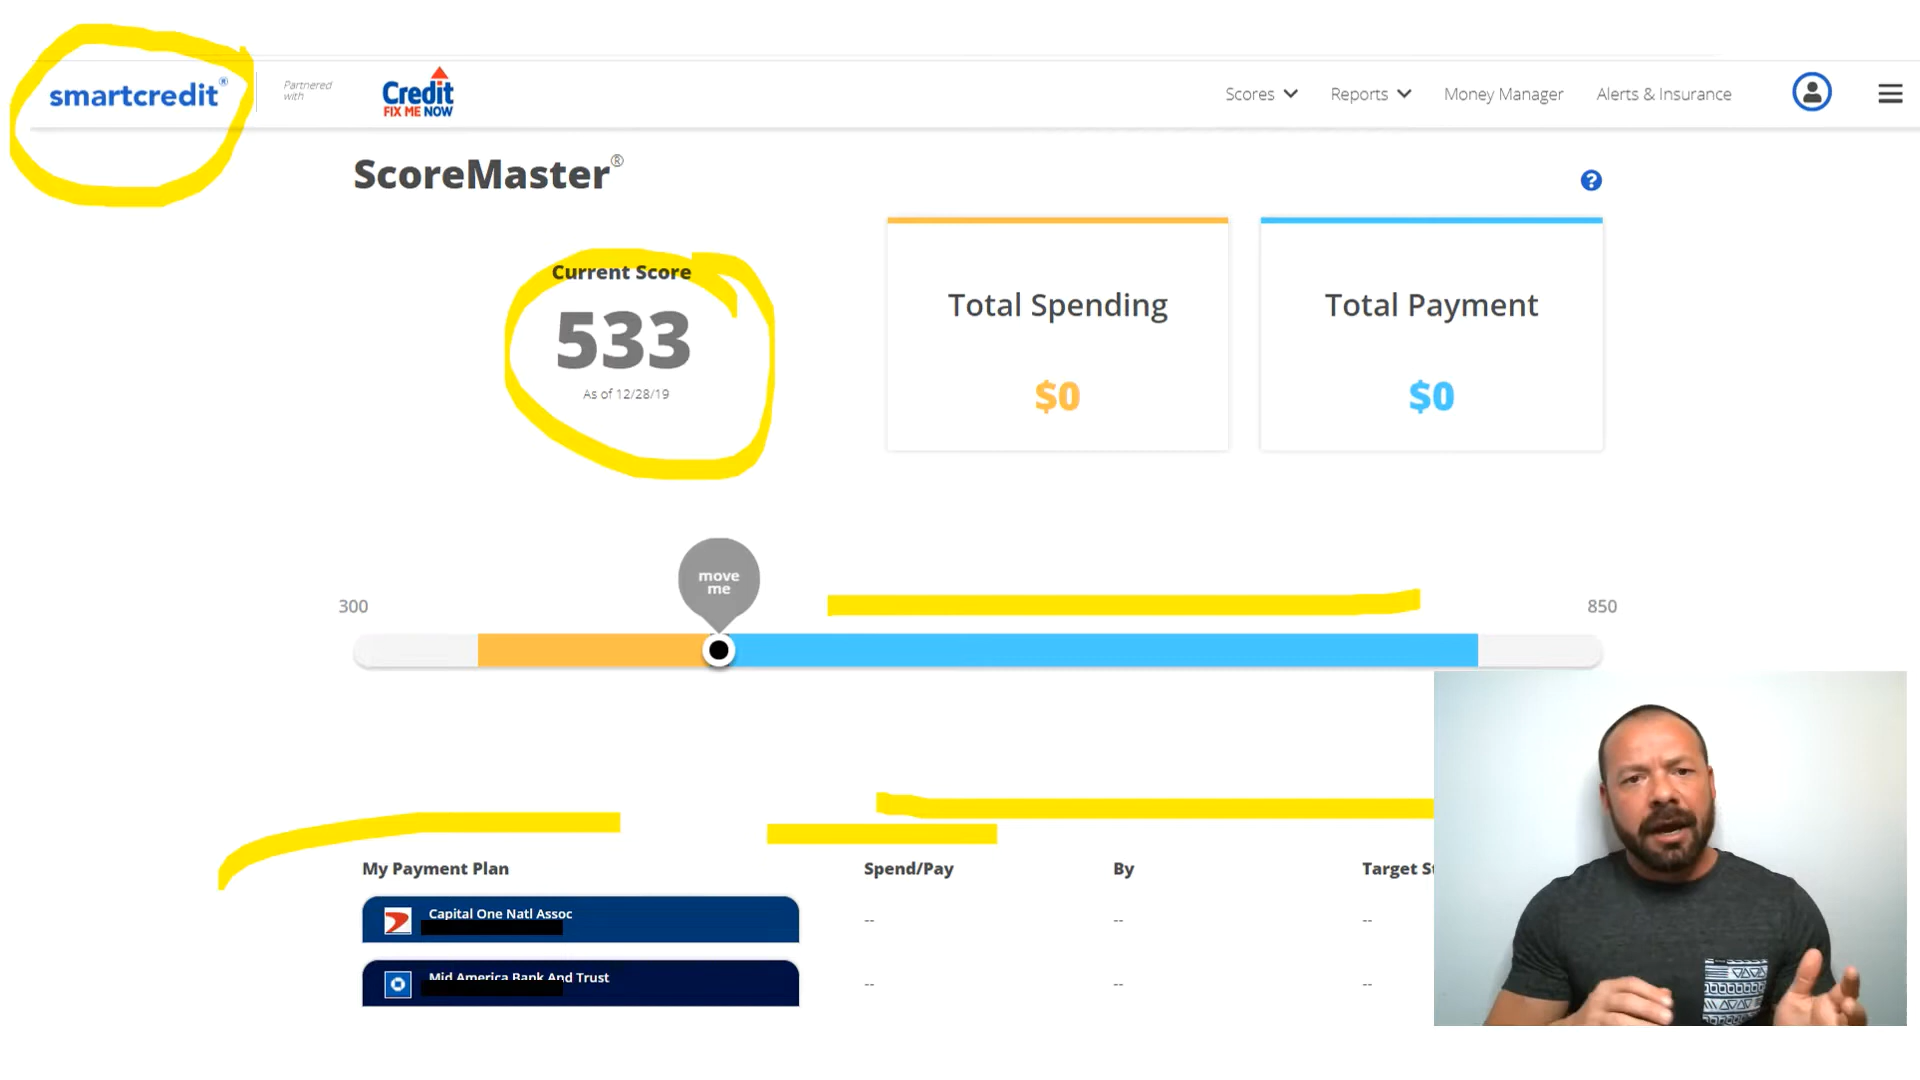 smartcredit®
Partnered
with
Credit
FIX ME NOW
Scores
Reports
Money Manager
Alerts & Insurance
ScoreMaster®
?
Current Score
533
As of 12/28/19
Total Spending
$0
Total Payment
$0
move
me
300
850
My Payment Plan
Spend/Pay
By
Target
Capital One Natl Assoc
-- -- --
Mid America Bank And Trust
-- -- --